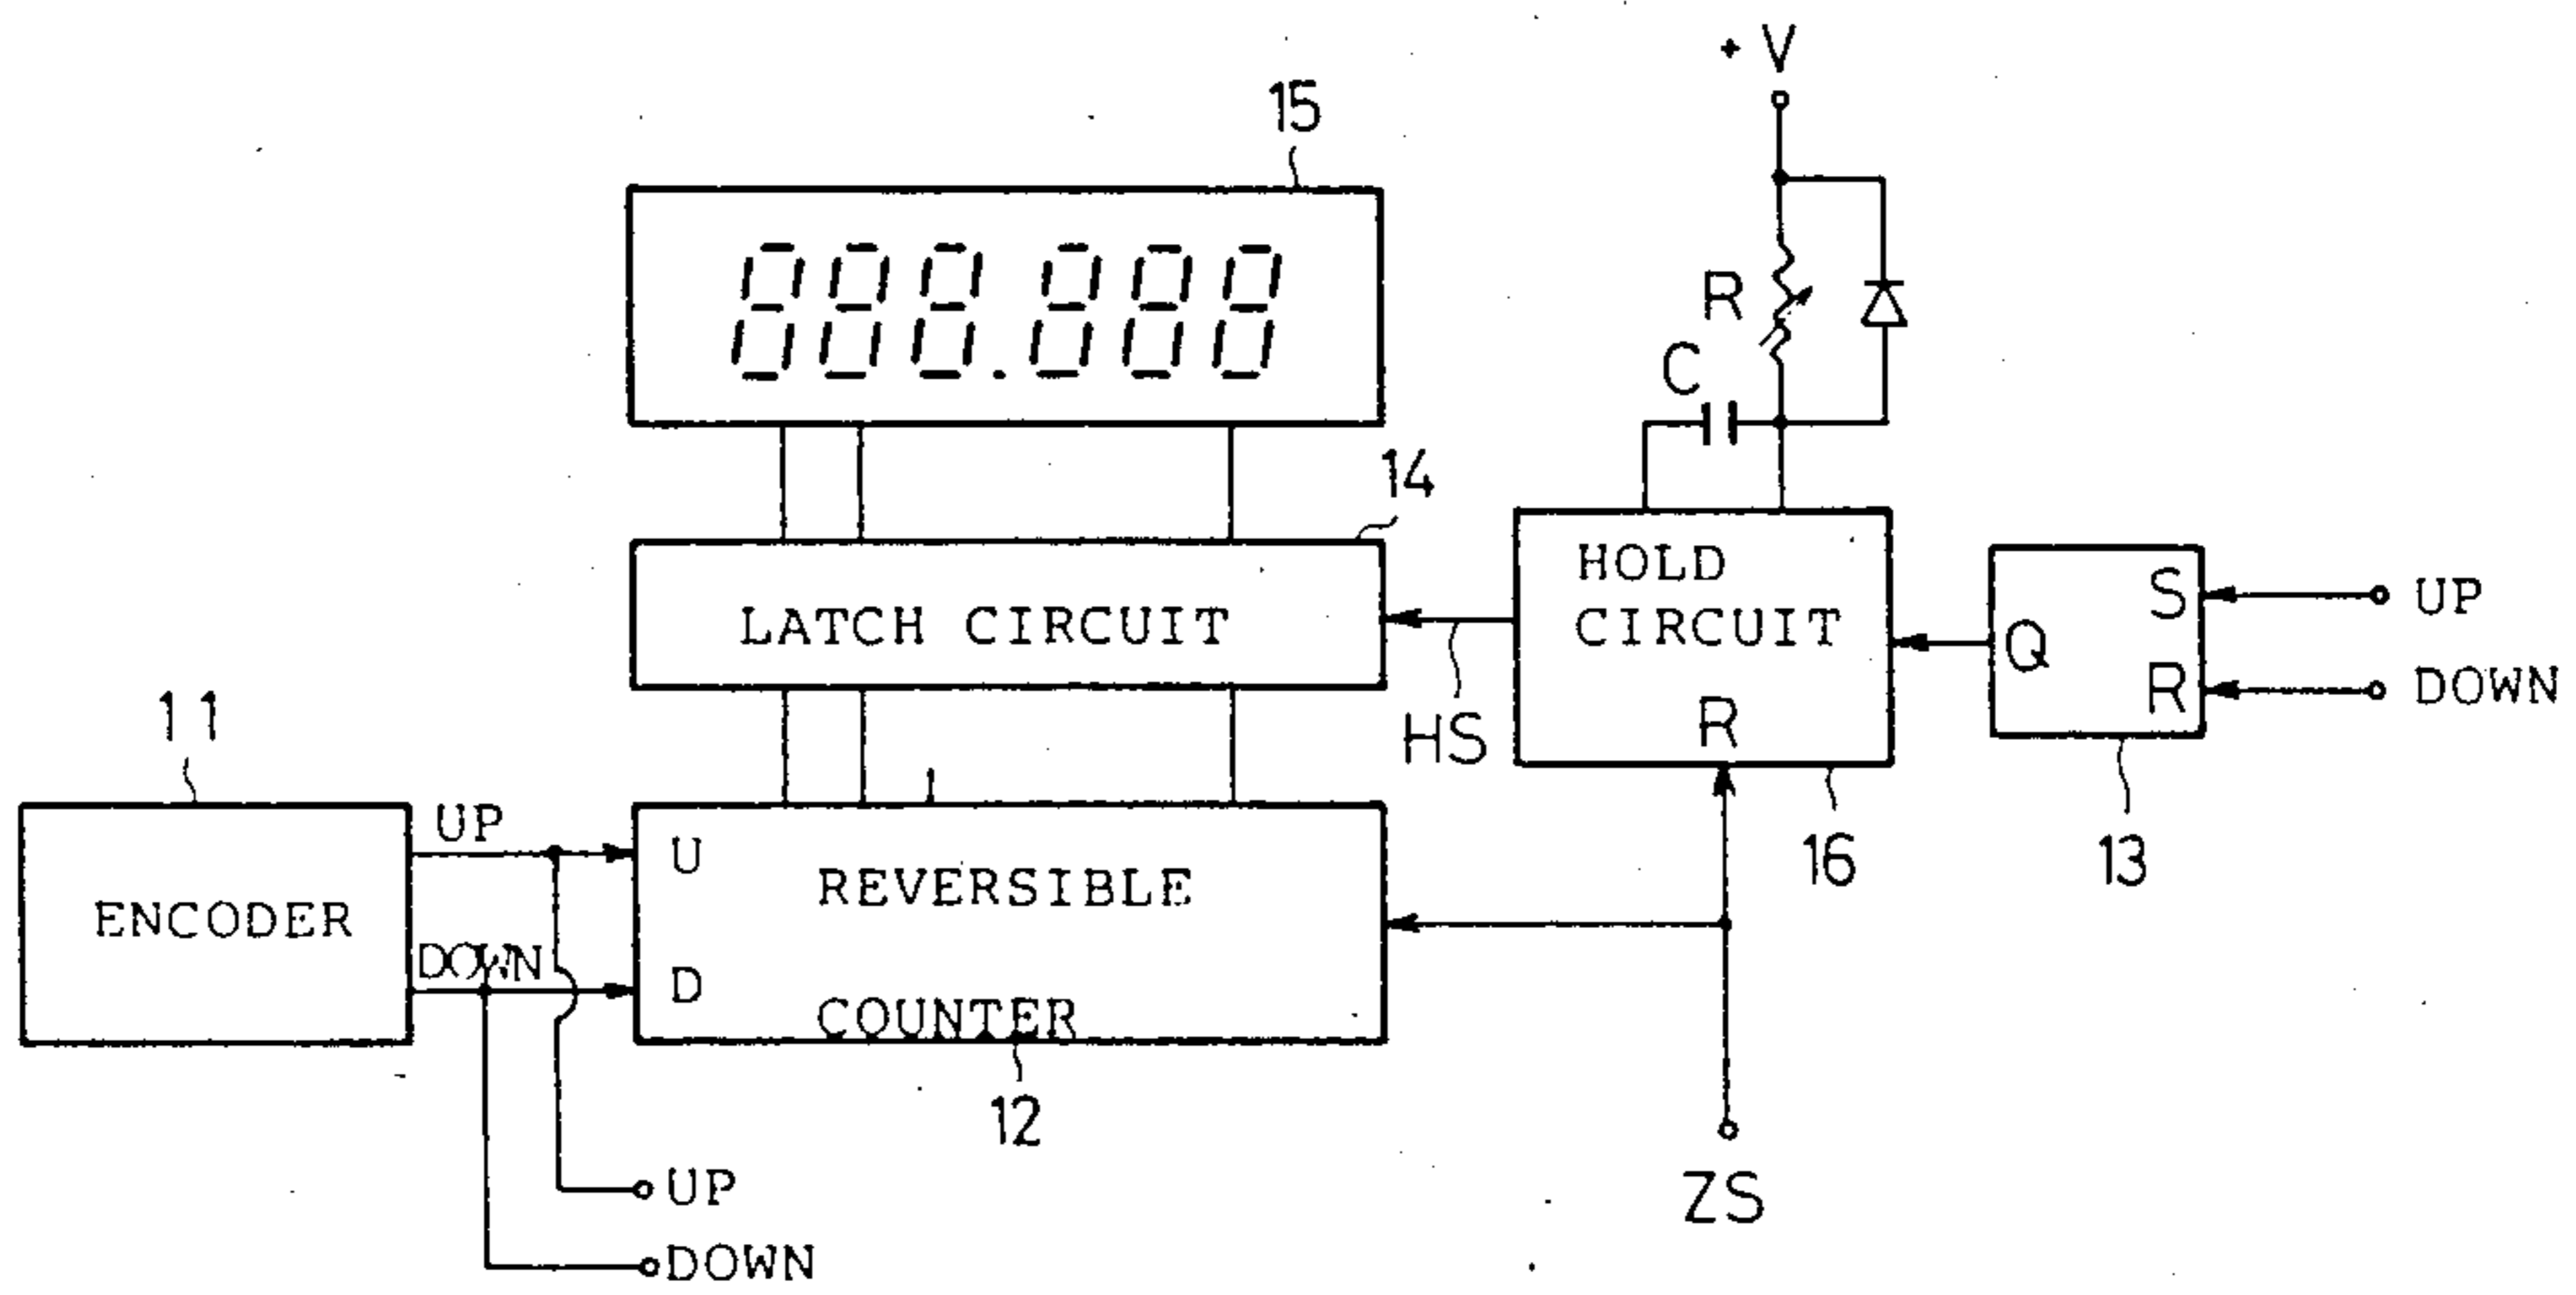 + V
15
888.888
R
C
14
HOLD
CIRCUIT
R
S
R
Q
UP
DOWN
LATCH CIRCUIT
HS
11
16
13
UP
DOWN
ENCODER
U
D
REVERSIBLE
COUNTER
12
ZS
UP
DOWN